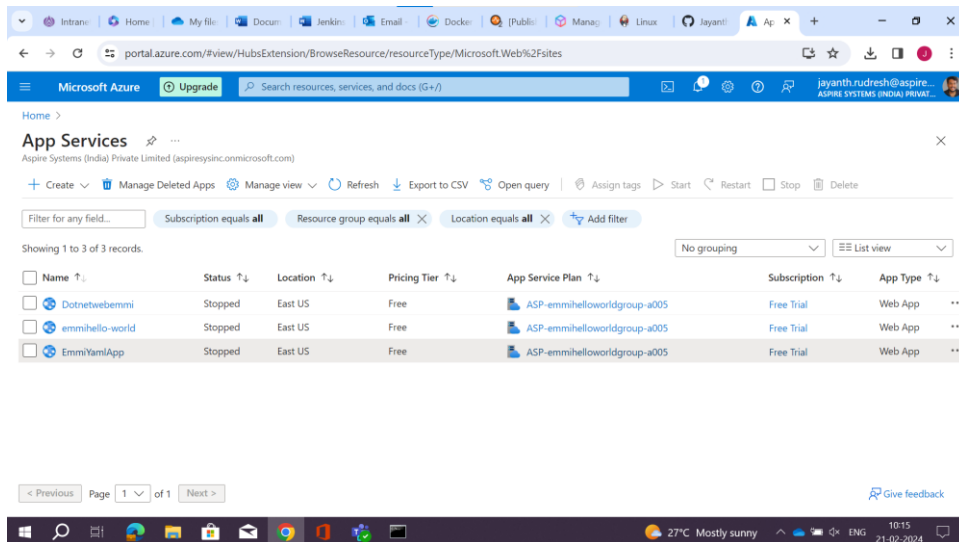 Intrane Home My file: Docum Jenkin: Email - Docker [Publis Manag Linux Jayanth Ap
portal.azure.com/#view/HubsExtension/BrowseResource/resourceType/Microsoft.Web%2Fsites
J
Microsoft Azure Upgrade Search resources, services, and docs (G+/) 1 jayanth.rudresh@aspire...
ASPIRE SYSTEMS (INDIA) PRIVAT...
Home >
App Services ...
Aspire Systems (India) Private Limited (aspiresysinc.onmicrosoft.com)
Create Manage Deleted Apps Manage view Refresh Export to CSV Open query Assign tags Start Restart Stop Delete
Filter for any field... Subscription equals all Resource group equals all Location equals all Add filter
Showing 1 to 3 of 3 records. No grouping List view
Name Status Location Pricing Tier App Service Plan Subscription App Type
Dotnetwebemmi Stopped East US Free ASP-emmihelloworldgroup-a005 Free Trial Web App
emmihello-world Stopped East US Free ASP-emmihelloworldgroup-a005 Free Trial Web App
EmmiYamlApp Stopped East US Free ASP-emmihelloworldgroup-a005 Free Trial Web App
< Previous Page 1 of 1 Next > Give feedback
27°C Mostly sunny ENG 10:15
21-02-2024